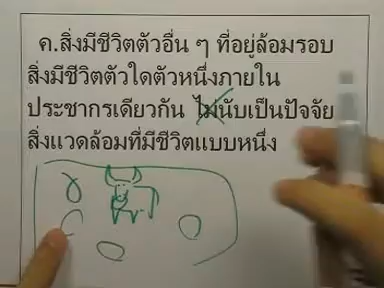 ค.สิ่งมีชีวิตตัวอื่น ๆ ที่อยู่ล้อมรอบ
สิ่งมีชีวิตตัวใดตัวหนึ่งภายใน
ประชากรเดียวกัน ไม่นับเป็นปัจจัย
สิ่งแวดล้อมที่มีชีวิตแบบหนึ่ง